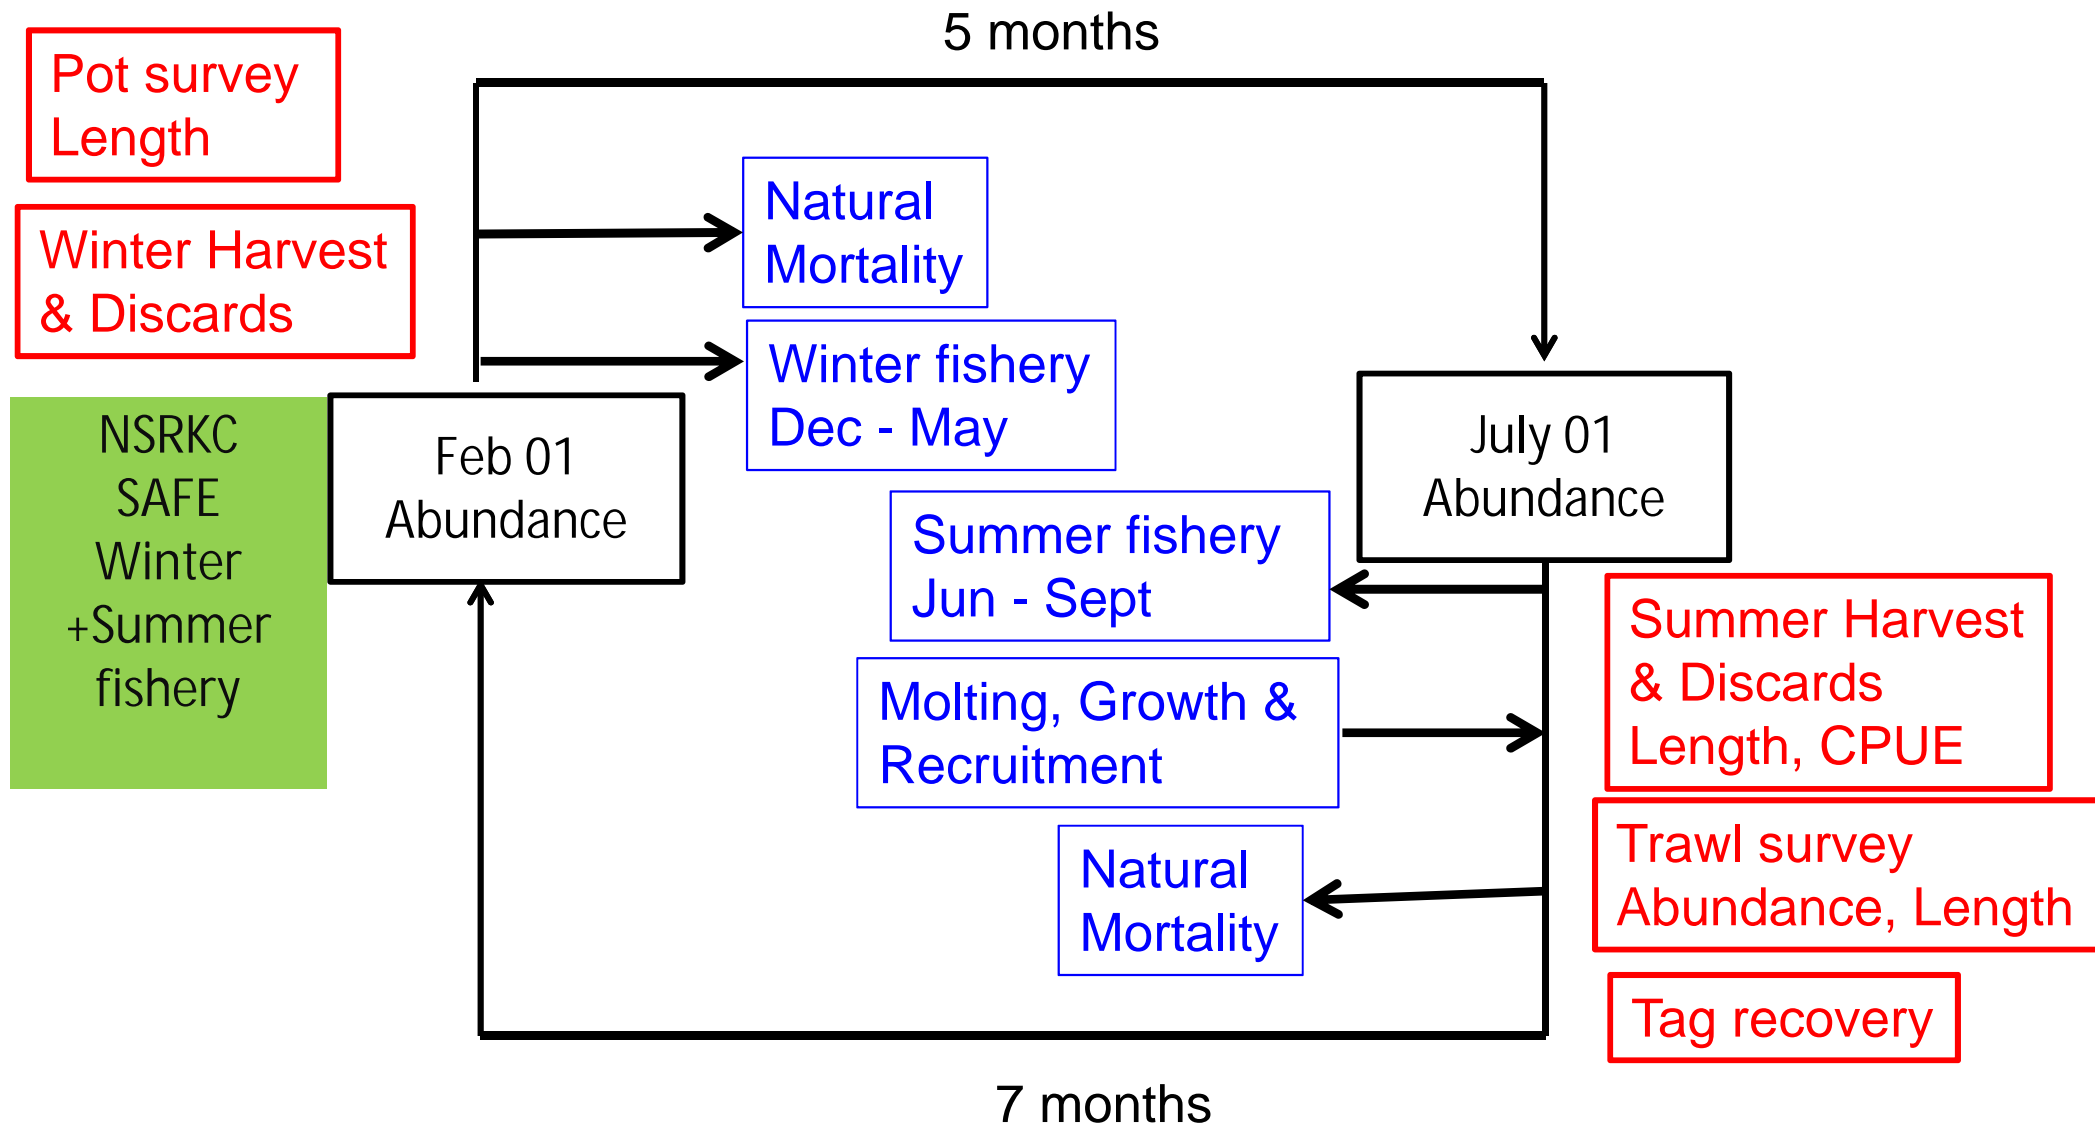 5 months
Pot survey
Length
Winter Harvest
& Discards
Natural
Mortality
Winter fishery
Dec - May
NSRKC
SAFE
Winter
+Summer
fishery
Feb 01
Abundance
July 01
Abundance
Summer fishery
Jun - Sept
Molting, Growth &
Recruitment
Natural
Mortality
Summer Harvest
& Discards
Length, CPUE
Trawl survey
Abundance, Length
Tag recovery
7 months